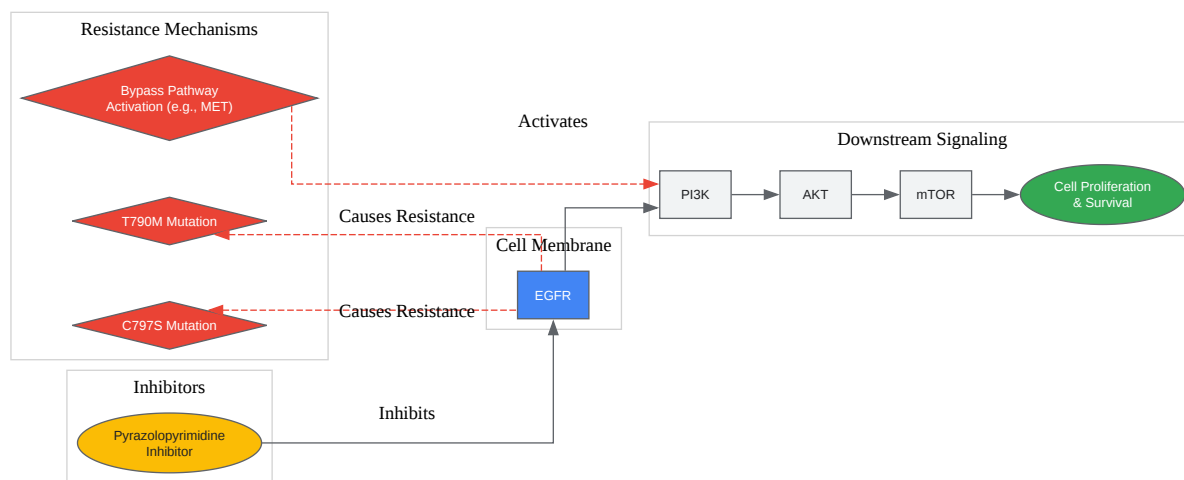 Resistance Mechanisms
Bypass Pathway
Activation (e.g., MET)
Activates
Downstream Signaling
PI3K
AKT
mTOR
Cell Proliferation
& Survival
T790M Mutation
Causes Resistance
Cell Membrane
EGFR
C797S Mutation
Causes Resistance
Inhibitors
Pyrazolopyrimidine
Inhibitor
Inhibits